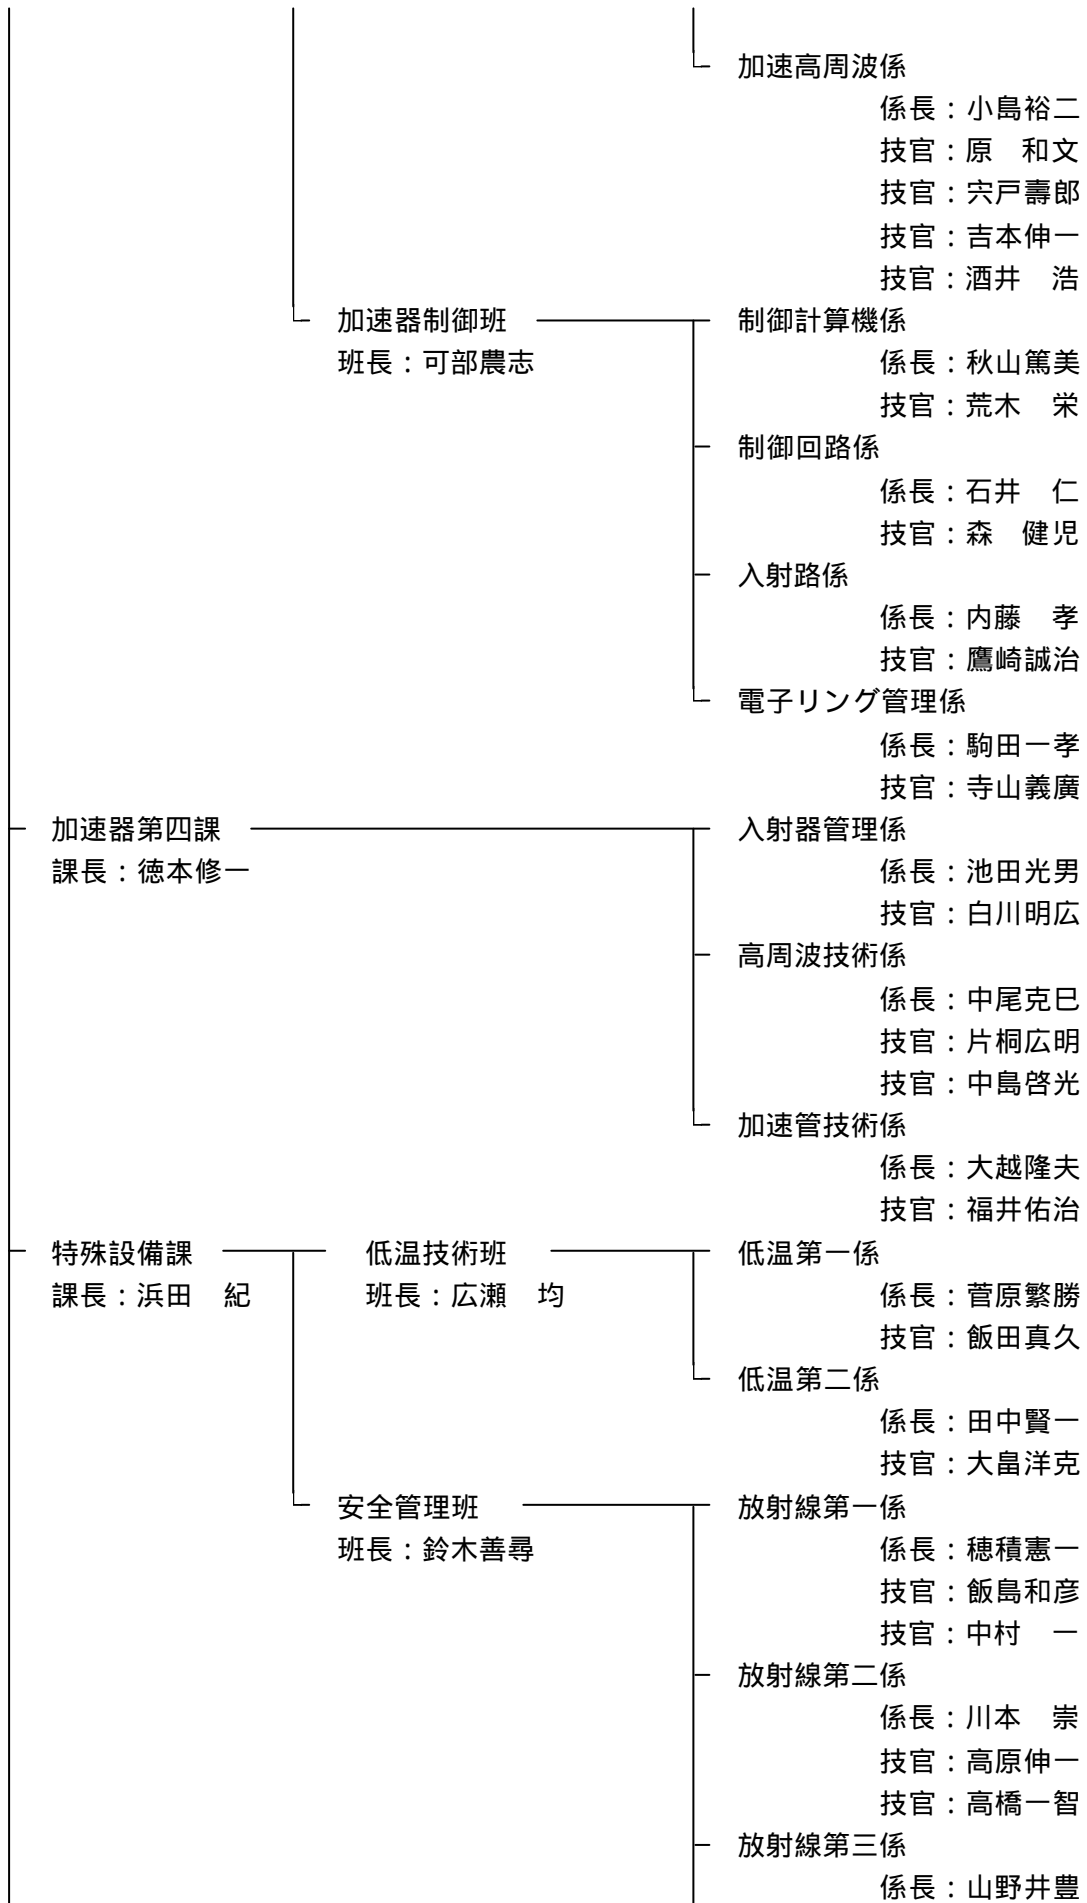 加速高周波係
係長：小島裕二
技官：原　和文
技官：宍戸壽郎
技官：吉本伸一
技官：酒井　浩
加速器制御班
制御計算機係
班長：可部農志
係長：秋山篤美
技官：荒木　栄
制御回路係
係長：石井　仁
技官：森　健児
入射路係
係長：内藤　孝
技官：鷹崎誠治
電子リング管理係
係長：駒田一孝
技官：寺山義廣
加速器第四課
入射器管理係
課長：徳本修一
係長：池田光男
技官：白川明広
高周波技術係
係長：中尾克巳
技官：片桐広明
技官：中島啓光
加速管技術係
係長：大越隆夫
技官：福井佑治
特殊設備課
低温技術班
低温第一係
課長：浜田　紀
班長：広瀬　均
係長：菅原繁勝
技官：飯田真久
低温第二係
係長：田中賢一
技官：大畠洋克
安全管理班
放射線第一係
班長：鈴木善尋
係長：穂積憲一
技官：飯島和彦
技官：中村　一
放射線第二係
係長：川本　崇
技官：高原伸一
技官：高橋一智
放射線第三係
係長：山野井豊